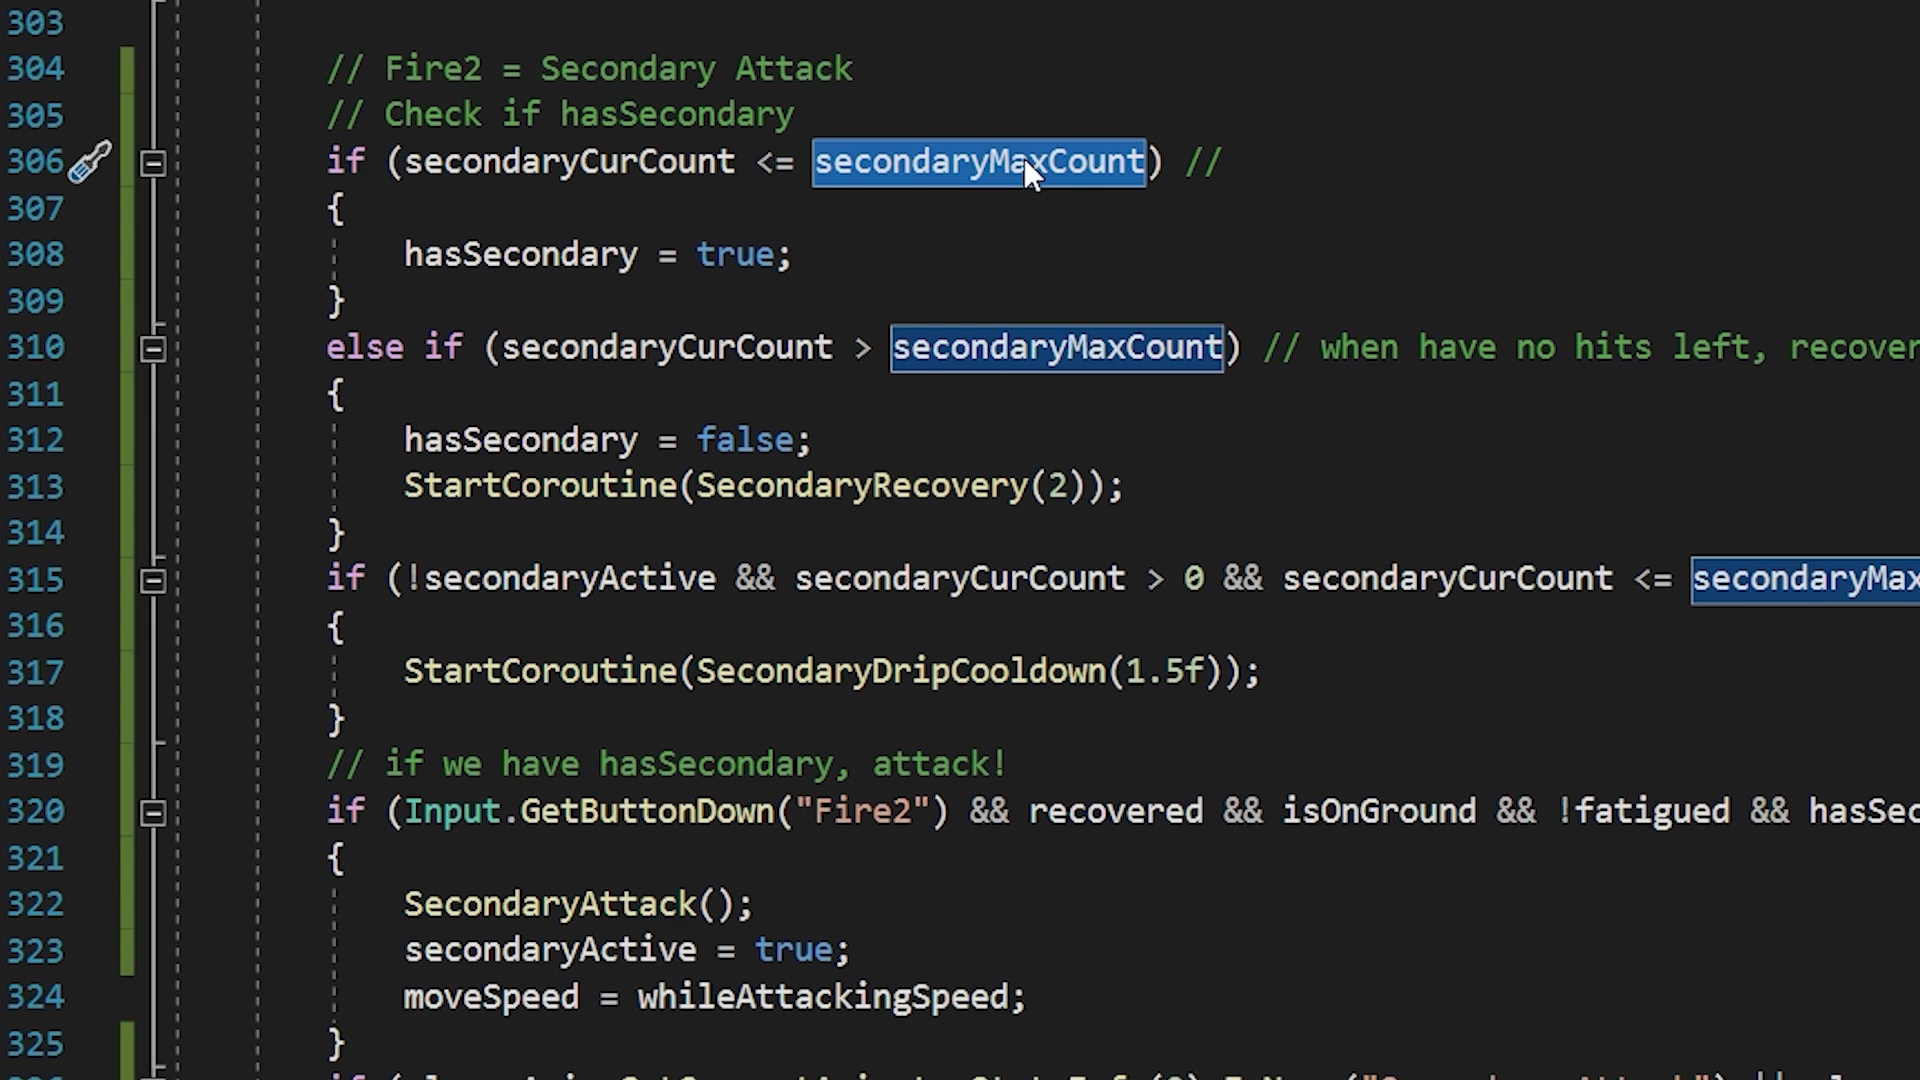 303
304 // Fire2 = Secondary Attack
305 // Check if hasSecondary
306 if (secondaryCurCount <= secondaryMaxCount) //
307 {
308 hasSecondary = true;
309 }
310 else if (secondaryCurCount > secondaryMaxCount) // when have no hits left, recover
311 {
312 hasSecondary = false;
313 StartCoroutine(SecondaryRecovery(2));
314 }
315 if (!secondaryActive && secondaryCurCount > 0 && secondaryCurCount <= secondaryMax
316 {
317 StartCoroutine(SecondaryDripCooldown(1.5f));
318 }
319 // if we have hasSecondary, attack!
320 if (Input.GetButtonDown("Fire2") && recovered && isOnGround && !fatigued && hasSec
321 {
322 SecondaryAttack();
323 secondaryActive = true;
324 moveSpeed = whileAttackingSpeed;
325 }